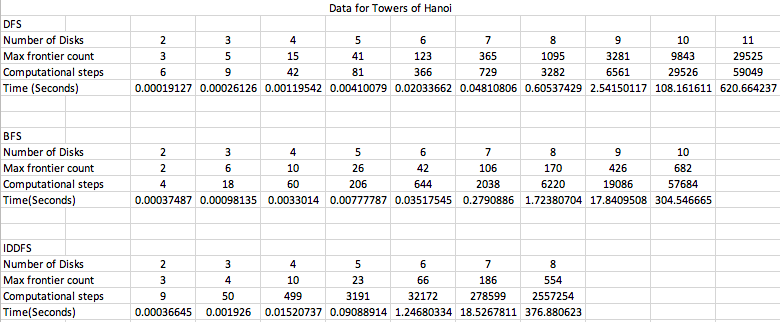 Data for Towers of Hanoi
DFS
Number of Disks 2 3 4 5 6 7 8 9 10 11
Max frontier count 3 5 15 41 123 365 1095 3281 9843 29525
Computational steps 6 9 42 81 366 729 3282 6561 29526 59049
Time (Seconds) 0.00019127 0.00026126 0.00119542 0.00410079 0.02033662 0.04810806 0.60537429 2.54150117 108.161611 620.664237
BFS
Number of Disks 2 3 4 5 6 7 8 9 10
Max frontier count 2 6 10 26 42 106 170 426 682
Computational steps 4 18 60 206 644 2038 6220 19086 57684
Time(Seconds) 0.00037487 0.00098135 0.0033014 0.00777787 0.03517545 0.2790886 1.72380704 17.8409508 304.546665
IDDFS
Number of Disks 2 3 4 5 6 7 8
Max frontier count 3 4 10 23 66 186 554
Computational steps 9 50 499 3191 32172 278599 2557254
Time(Seconds) 0.00036645 0.001926 0.01520737 0.09088914 1.24680334 18.5267811 376.880623